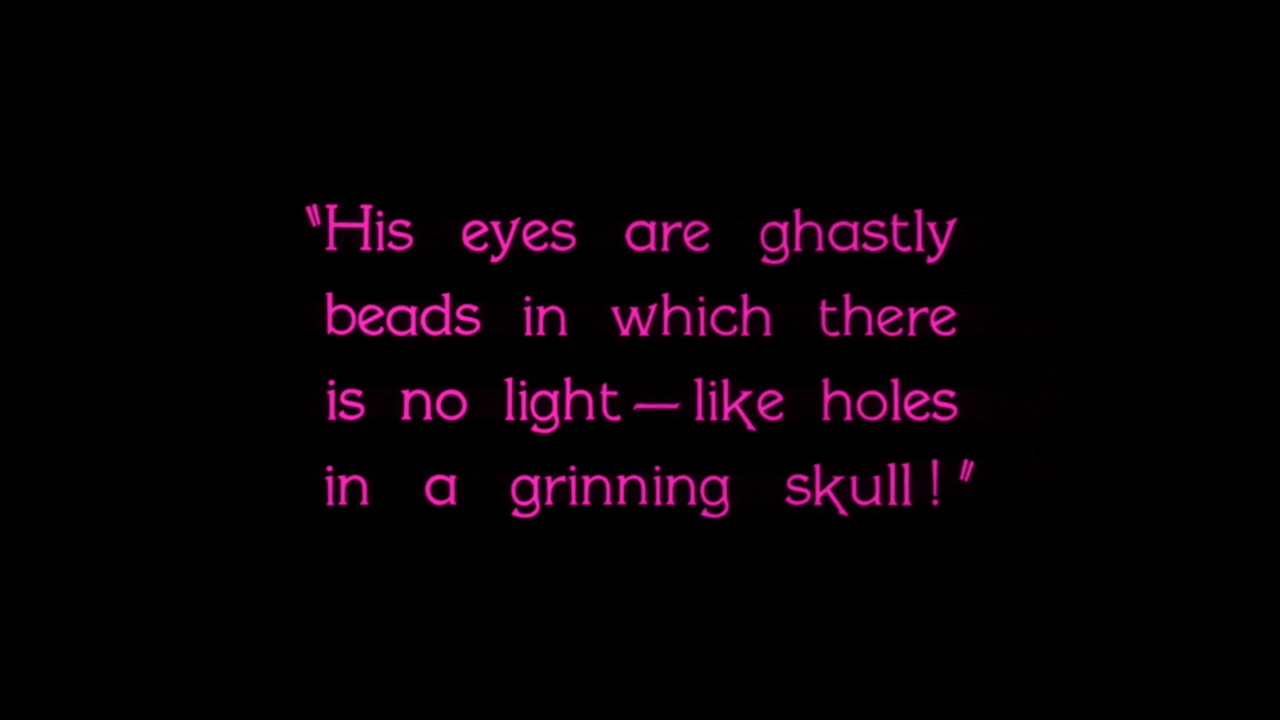 "His eyes are ghastly
beads in which there
is no light—like holes
in a grinning skull!"